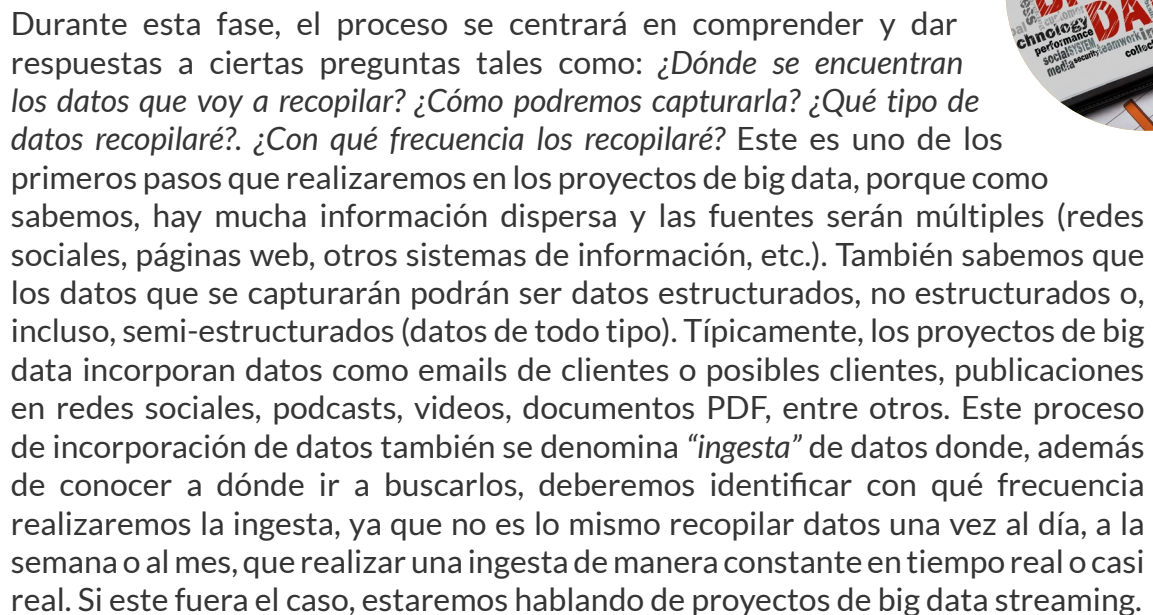 Durante esta fase, el proceso se centrará en comprender y dar
respuestas a ciertas preguntas tales como: ¿Dónde se encuentran
los datos que voy a recopilar? ¿Cómo podremos capturarla? ¿Qué tipo de
datos recopilaré?. ¿Con qué frecuencia los recopilaré? Este es uno de los
primeros pasos que realizaremos en los proyectos de big data, porque como
sabemos, hay mucha información dispersa y las fuentes serán múltiples (redes
sociales, páginas web, otros sistemas de información, etc.). También sabemos que
los datos que se capturarán podrán ser datos estructurados, no estructurados o,
incluso, semi-estructurados (datos de todo tipo). Típicamente, los proyectos de big
data incorporan datos como emails de clientes o posibles clientes, publicaciones
en redes sociales, podcasts, videos, documentos PDF, entre otros. Este proceso
de incorporación de datos también se denomina “ingesta” de datos donde, además
de conocer a dónde ir a buscarlos, deberemos identificar con qué frecuencia
realizaremos la ingesta, ya que no es lo mismo recopilar datos una vez al día, a la
semana o al mes, que realizar una ingesta de manera constante en tiempo real o casi
real. Si este fuera el caso, estaremos hablando de proyectos de big data streaming.
chnology
performance
social SYSTEM teamwork
media security